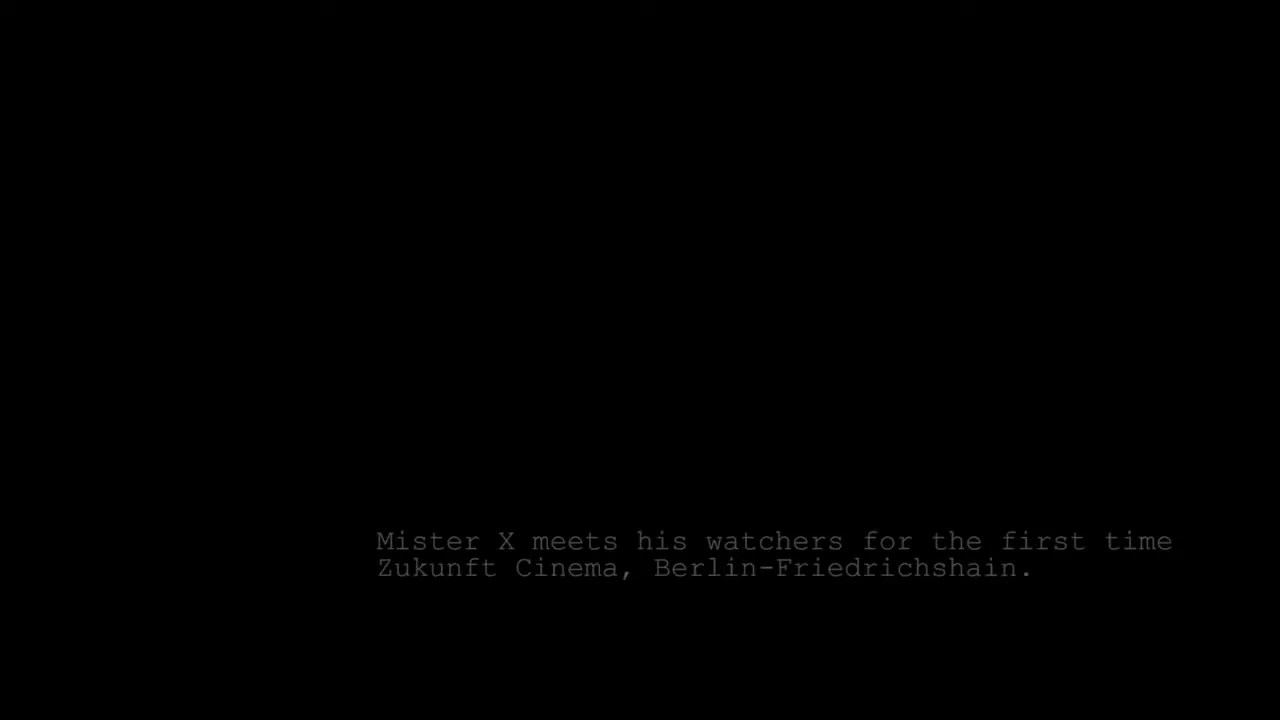 Mister X meets his watchers for the first time
Zukunft Cinema, Berlin-Friedrichshain.